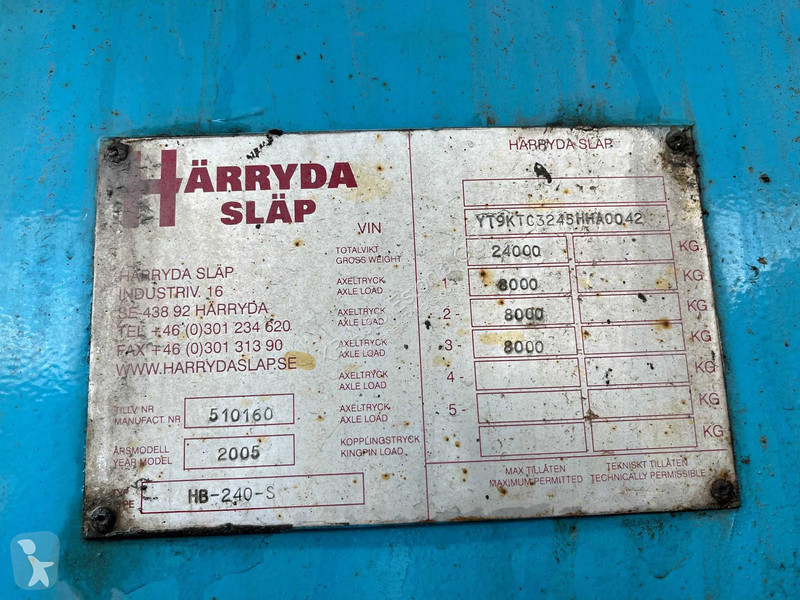 HÄRRYDA
SLÄP
HÄRRYDA SLÄP
INDUSTRIV. 16
SE-438 92 HÄRRYDA
TEL +46 (0)301 234 620
FAX +46 (0)301 313 90
WWW.HARRYDASLAP.SE
TILLV NR
MANUFACT. NR 510160
ÅRSMODELL
YEAR MODEL 2005
HB-240-S
HÄRRYDA SLÄP
VIN YT9KTC3245HHA0042
TOTALVIKT
GROSS WEIGHT 24000 KG
AXELTRYCK
AXLE LOAD 1- 8000 KG
AXELTRYCK
AXLE LOAD 2- 8000 KG
AXELTRYCK
AXLE LOAD 3- 8000 KG
AXELTRYCK
AXLE LOAD 4- KG
AXELTRYCK
AXLE LOAD 5- KG
KOPPLINGSTRYCK
KINGPIN LOAD KG
MAX TILLÅTEN
MAXIMUM PERMITTED
TEKNISKT TILLÅTEN
TECHNICALLY PERMISSIBLE